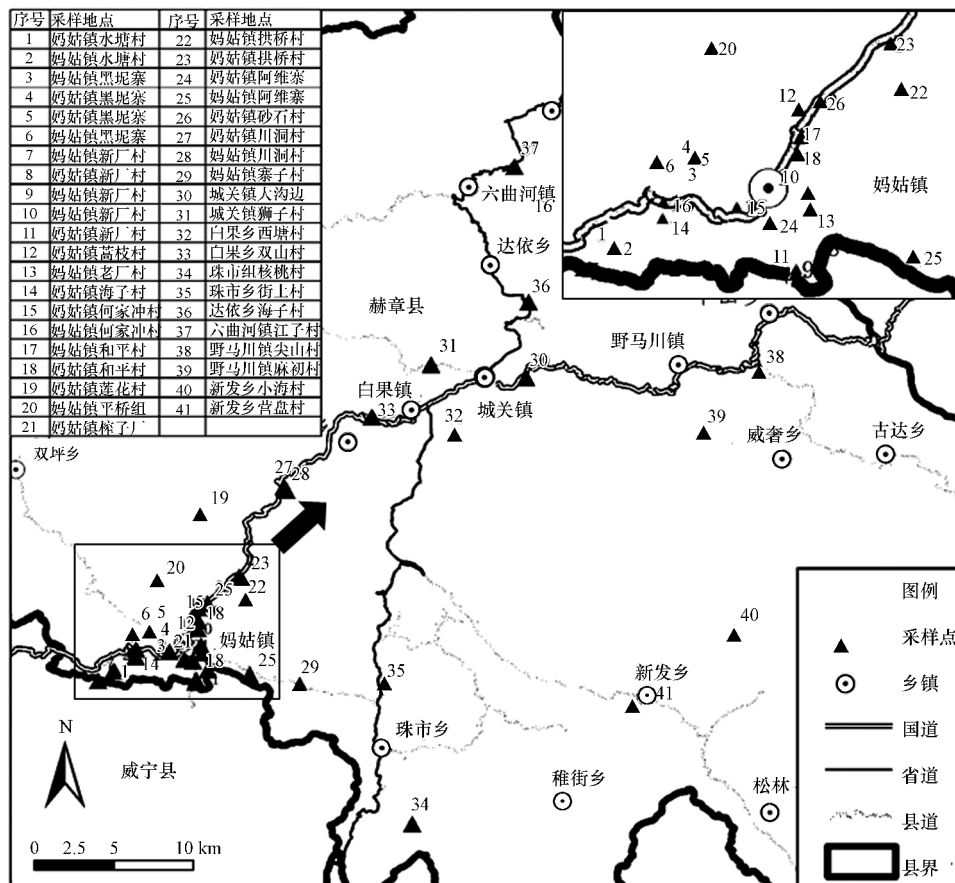 序号 采样地点 序号 采样地点
1 妈姑镇水塘村 22 妈姑镇拱桥村
2 妈姑镇水塘村 23 妈姑镇拱桥村
3 妈姑镇黑坭寨 24 妈姑镇阿维寨
4 妈姑镇黑坭寨 25 妈姑镇阿维寨
5 妈姑镇黑坭寨 26 妈姑镇砂石村
6 妈姑镇黑坭寨 27 妈姑镇川洞村
7 妈姑镇新厂村 28 妈姑镇川洞村
8 妈姑镇新厂村 29 妈姑镇寨子村
9 妈姑镇新厂村 30 城关镇大沟边
10 妈姑镇新厂村 31 城关镇狮子村
11 妈姑镇新厂村 32 白果乡西塘村
12 妈姑镇蒿枝村 33 白果乡双山村
13 妈姑镇老厂村 34 珠市组核桃村
14 妈姑镇海了村 35 珠市乡街上村
15 妈姑镇何家冲村 36 达依乡海子村
16 妈姑镇何家冲村 37 六曲河镇江了村
17 妈姑镇和平村 38 野马川镇尖山村
18 妈姑镇和平村 39 野马川镇麻初村
19 妈姑镇莲花村 40 新发乡小海村
20 妈姑镇平桥组 41 新发乡营盘村
21 妈姑镇榨了厂
20
23
22
12
26
17
4
5
6
3
18
10
妈姑镇
16
15
13
14
24
1
2
11
9
25
37
六曲河镇
16
达依乡
36
赫章县
野马川镇
31
30
38
白果镇
城关镇
33
32
39
威奢乡
古达乡
双坪乡
27
28
19
20
23
25
22
15
18
6
5
12
4
妈姑镇
3
21
14
18
25
29
35
40
新发乡
41
珠市乡
N
威宁县
稚街乡
松林
34
0 2.5 5 10 km
图例
采样点
乡镇
国道
省道
县道
县界